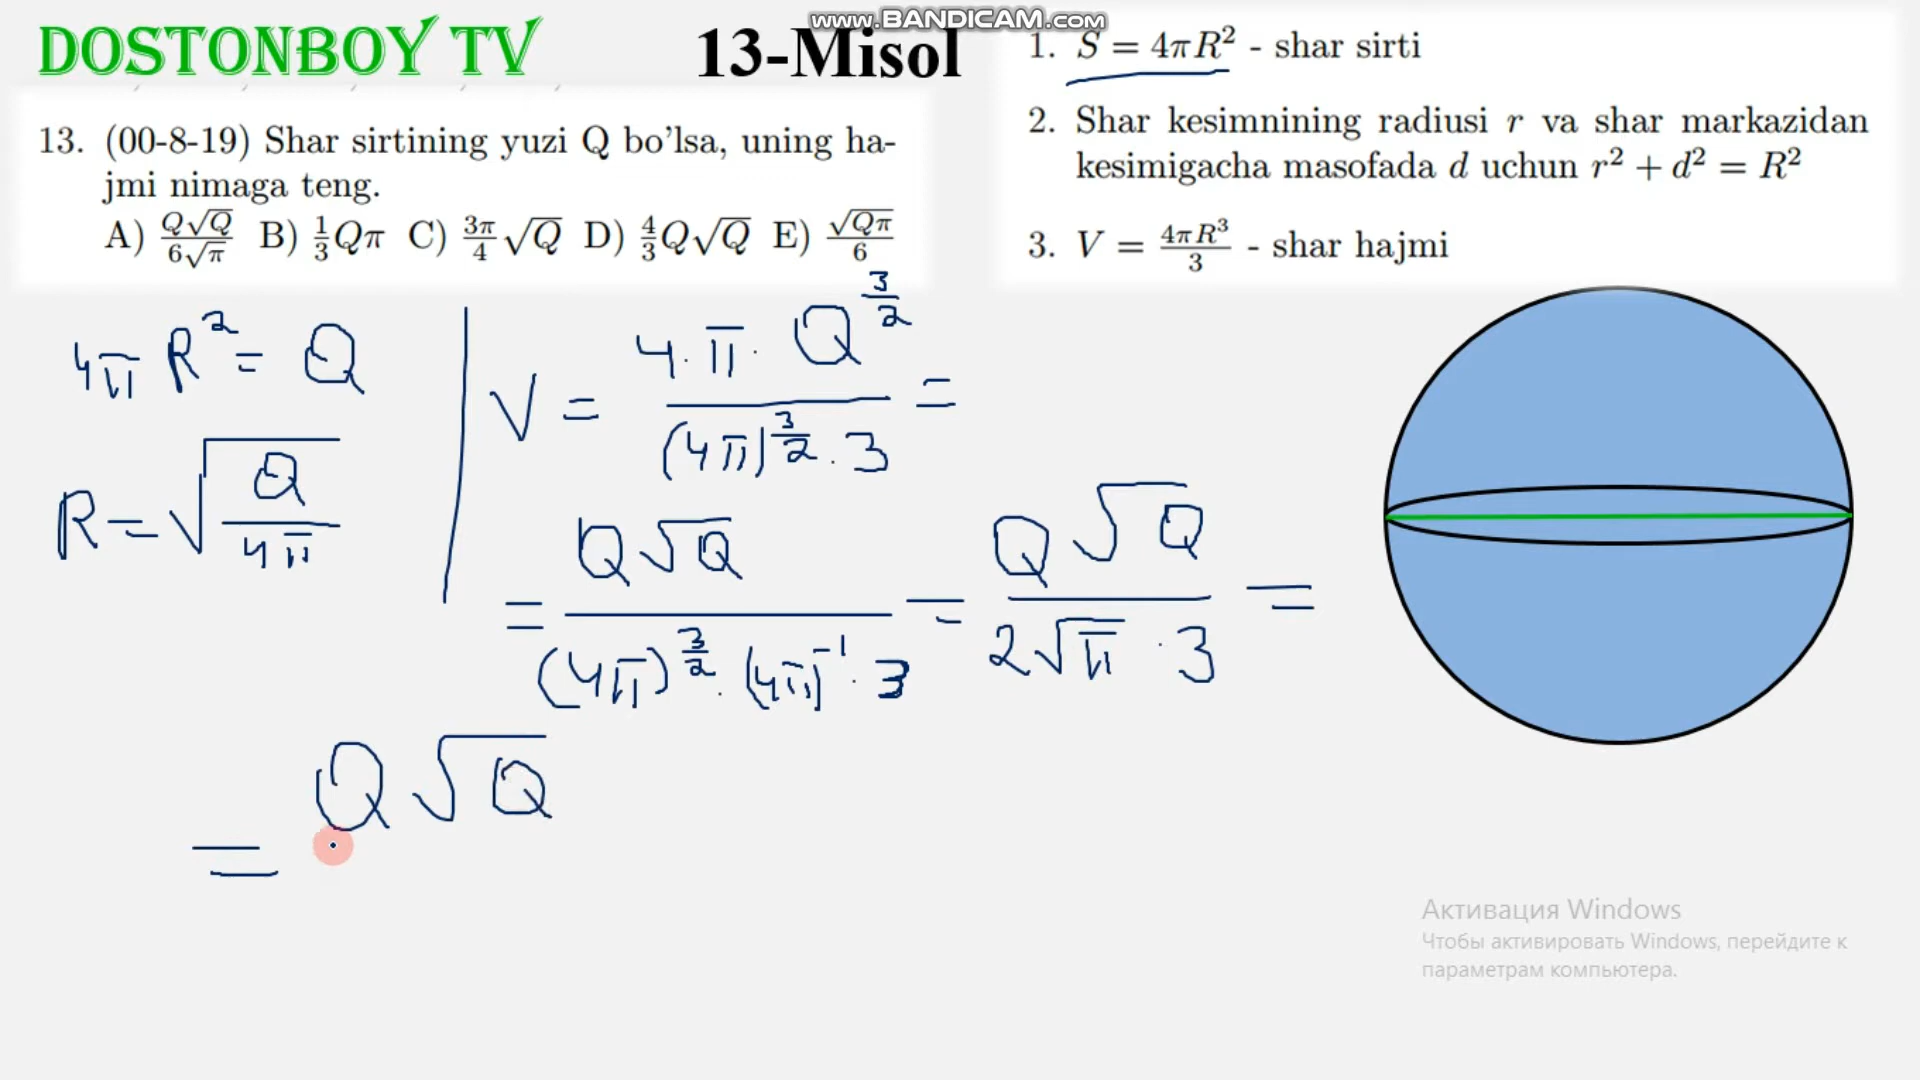 www.BANDICAM.com
DOSTONBOY TV
13-Misol
13. (00-8-19) Shar sirtining yuzi Q bo'lsa, uning ha-
jmi nimaga teng.
A) Q√Q/6√π B) 1/3 Qπ C) 3π/4 √Q D) 4/3 Q√Q E) √Qπ/6
1. S = 4πR² - shar sirti
2. Shar kesimnining radiusi r va shar markazidan
kesimigacha masofada d uchun r² + d² = R²
3. V = 4πR³/3 - shar hajmi
4π R² = Q
R = √(Q/4π)
V = 4·π·Q^(3/2) / (4π)^(3/2)·3 =
= Q√Q / (4π)^(3/2)·(4π)^-1·3 = Q√Q / 2√π·3 =
= Q√Q
Активация Windows
Чтобы активировать Windows, перейдите к
параметрам компьютера.